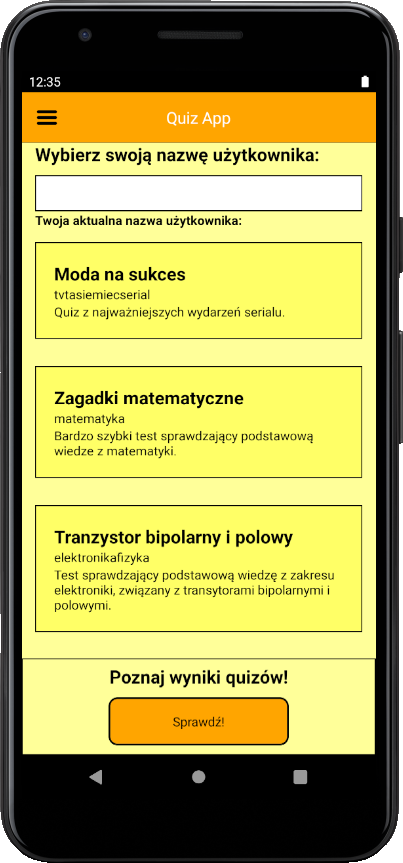 12:35
Quiz App
Wybierz swoją nazwę użytkownika:
Twoja aktualna nazwa użytkownika:
Moda na sukces
tvtasiemiecserial
Quiz z najważniejszych wydarzeń serialu.
Zagadki matematyczne
matematyka
Bardzo szybki test sprawdzający podstawową
wiedze z matematyki.
Tranzystor bipolarny i polowy
elektronikafizyka
Test sprawdzający podstawową wiedzę z zakresu
elektroniki, związany z transytorami bipolarnymi i
polowymi.
Poznaj wyniki quizów!
Sprawdź!